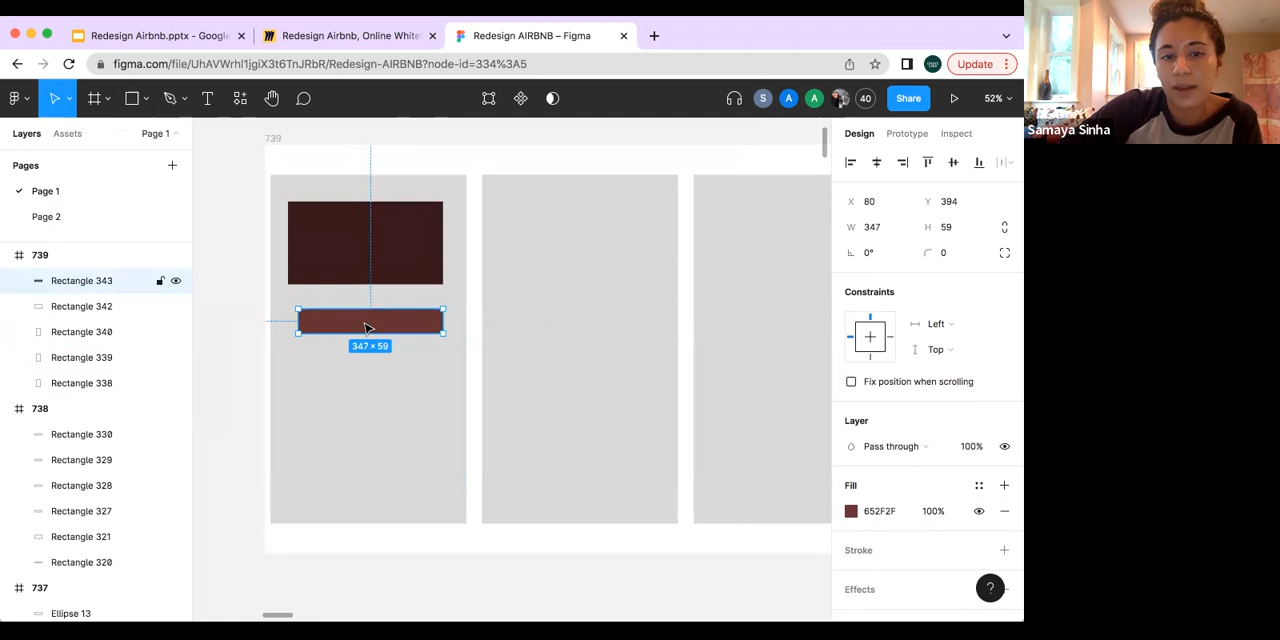 Redesign Airbnb.pptx - Google
Redesign Airbnb, Online White
Redesign AIRBNB – Figma
figma.com/file/UhAVWrhl1jgiX3t6TnJRbR/Redesign-AIRBNB?node-id=334%3A5
Update
S
A
A
40
Share
52%
Layers
Assets
Page 1
Pages
Page 1
Page 2
739
Rectangle 343
Rectangle 342
Rectangle 340
Rectangle 339
Rectangle 338
738
Rectangle 330
Rectangle 329
Rectangle 328
Rectangle 327
Rectangle 321
Rectangle 320
737
Ellipse 13
739
347 × 59
Design
Prototype
Inspect
X 80 Y 394
W 347 H 59
0° 0
Constraints
Left
Top
Fix position when scrolling
Layer
Pass through 100%
Fill
652F2F 100%
Stroke
Effects
?
Samaya Sinha